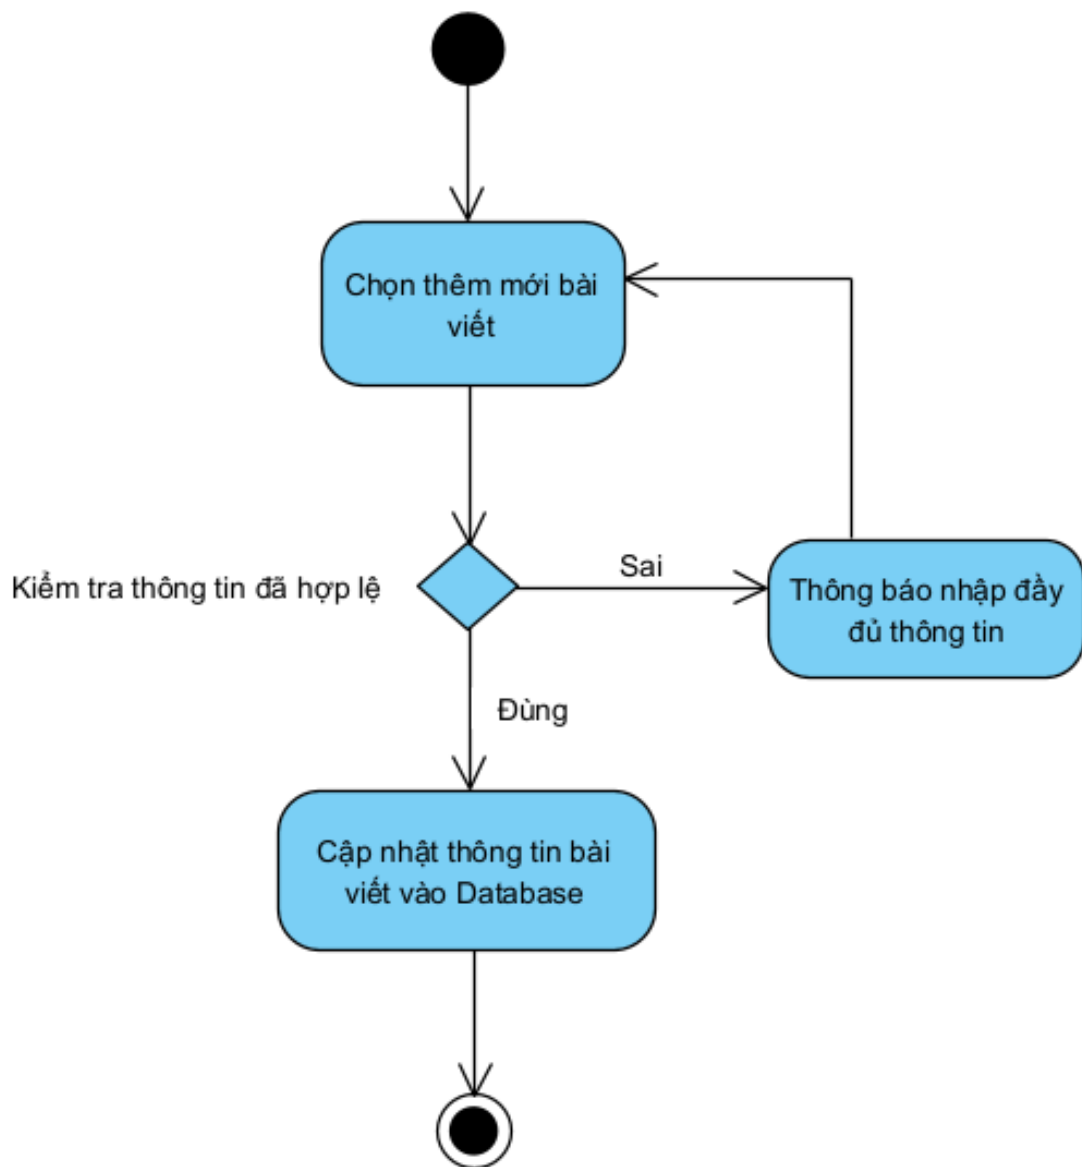 Chọn thêm mới bài
viết
Kiểm tra thông tin đã hợp lệ
Sai
Thông báo nhập đầy
đủ thông tin
Đùng
Cập nhật thông tin bài
viết vào Database